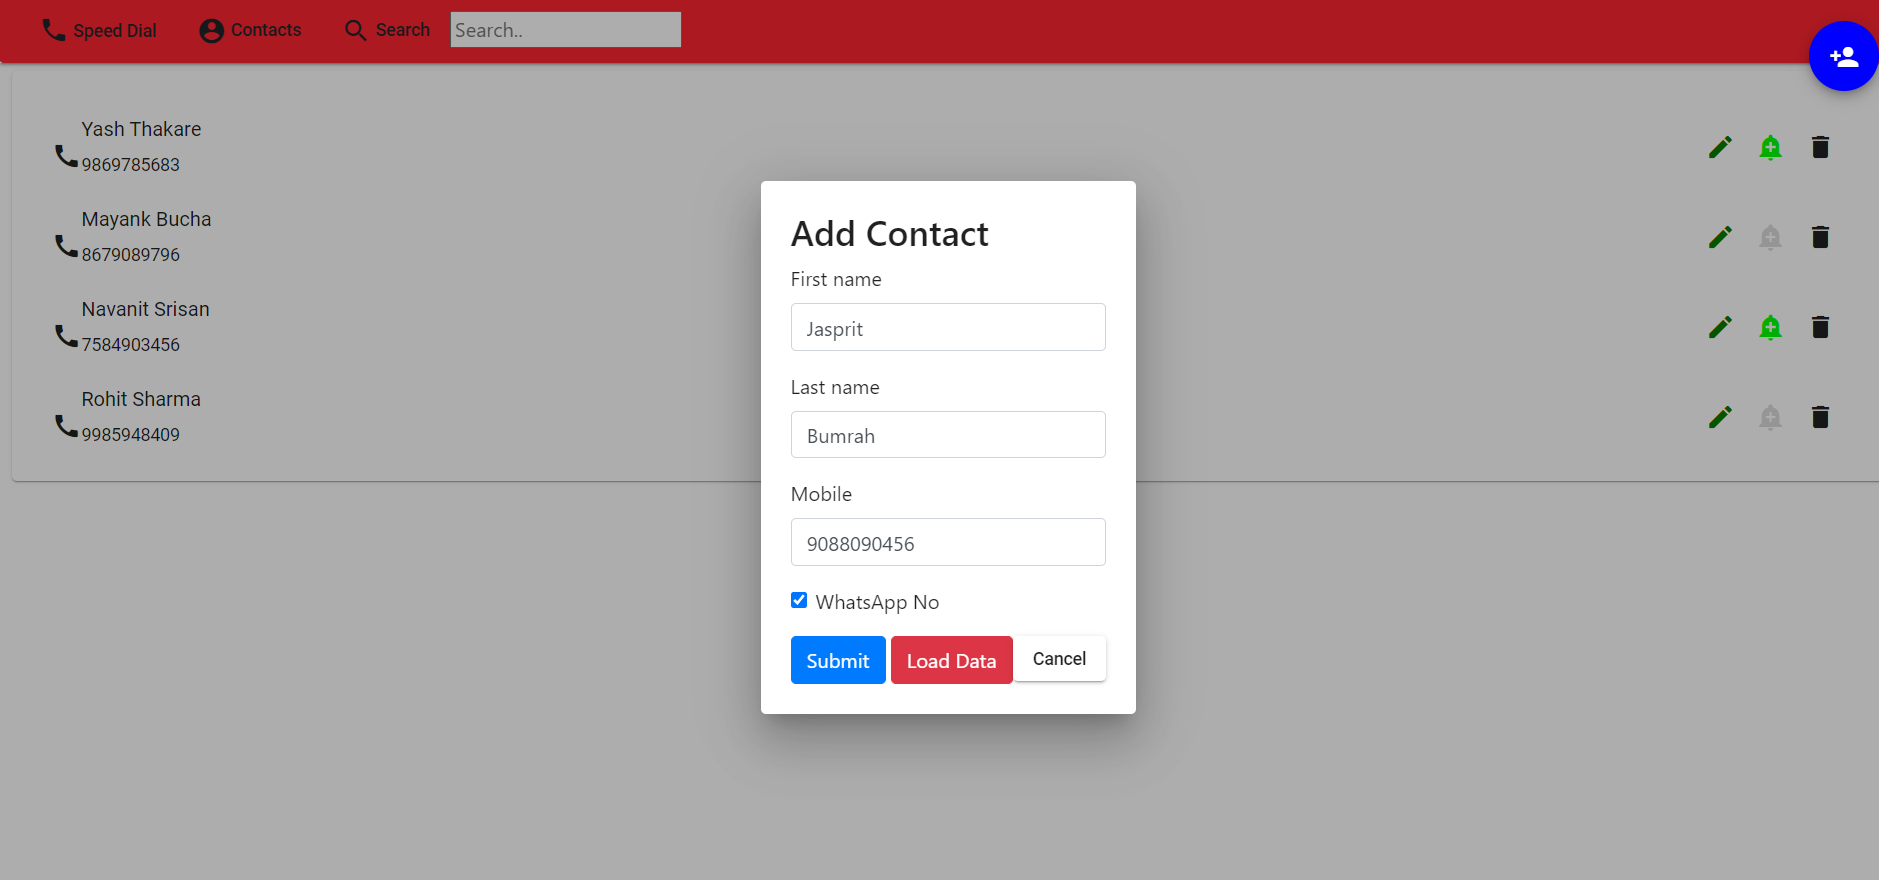 Speed Dial Contacts Search Search..
Yash Thakare
9869785683
Mayank Bucha
8679089796
Navanit Srisan
7584903456
Rohit Sharma
9985948409
Add Contact
First name
Jasprit
Last name
Bumrah
Mobile
9088090456
WhatsApp No
Submit Load Data Cancel